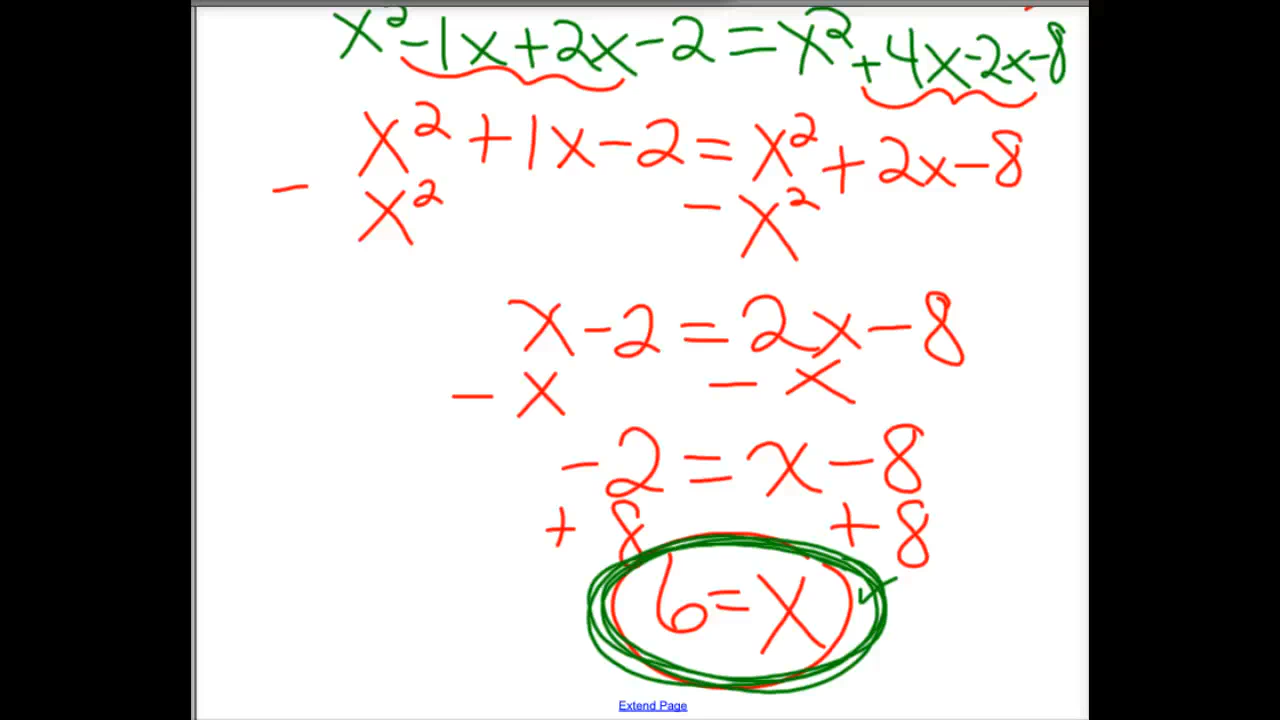 x² -1x+2x-2=x²+4x-2x-8
x²+1x-2=x²+2x-8
- x² -x²
x-2=2x-8
-x -x
-2=x-8
+8 +8
6=x
Extend Page